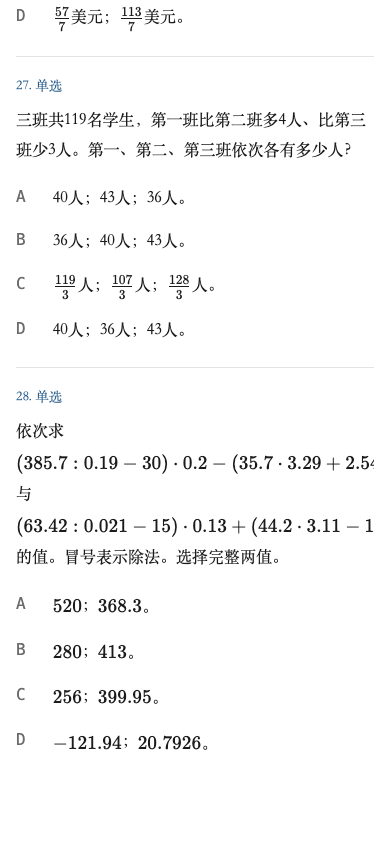 D 57/7美元；113/7美元。
27. 单选
三班共119名学生，第一班比第二班多4人、比第三
班少3人。第一、第二、第三班依次各有多少人？
A 40人；43人；36人。
B 36人；40人；43人。
C 119/3人；107/3人；128/3人。
D 40人；36人；43人。
28. 单选
依次求
(385.7 : 0.19 − 30) · 0.2 − (35.7 · 3.29 + 2.54
与
(63.42 : 0.021 − 15) · 0.13 + (44.2 · 3.11 − 1
的值。冒号表示除法。选择完整两值。
A 520；368.3。
B 280；413。
C 256；399.95。
D −121.94；20.7926。